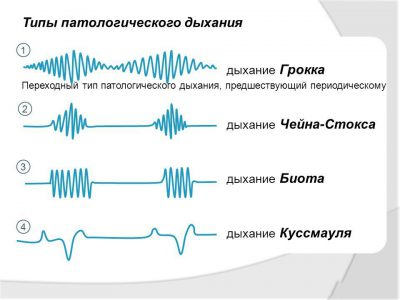 Типы патологического дыхания
1
дыхание Грокка
Переходный тип патологического дыхания, предшествующий периодическому
2
дыхание Чейна-Стокса
3
дыхание Биота
4
дыхание Куссмауля